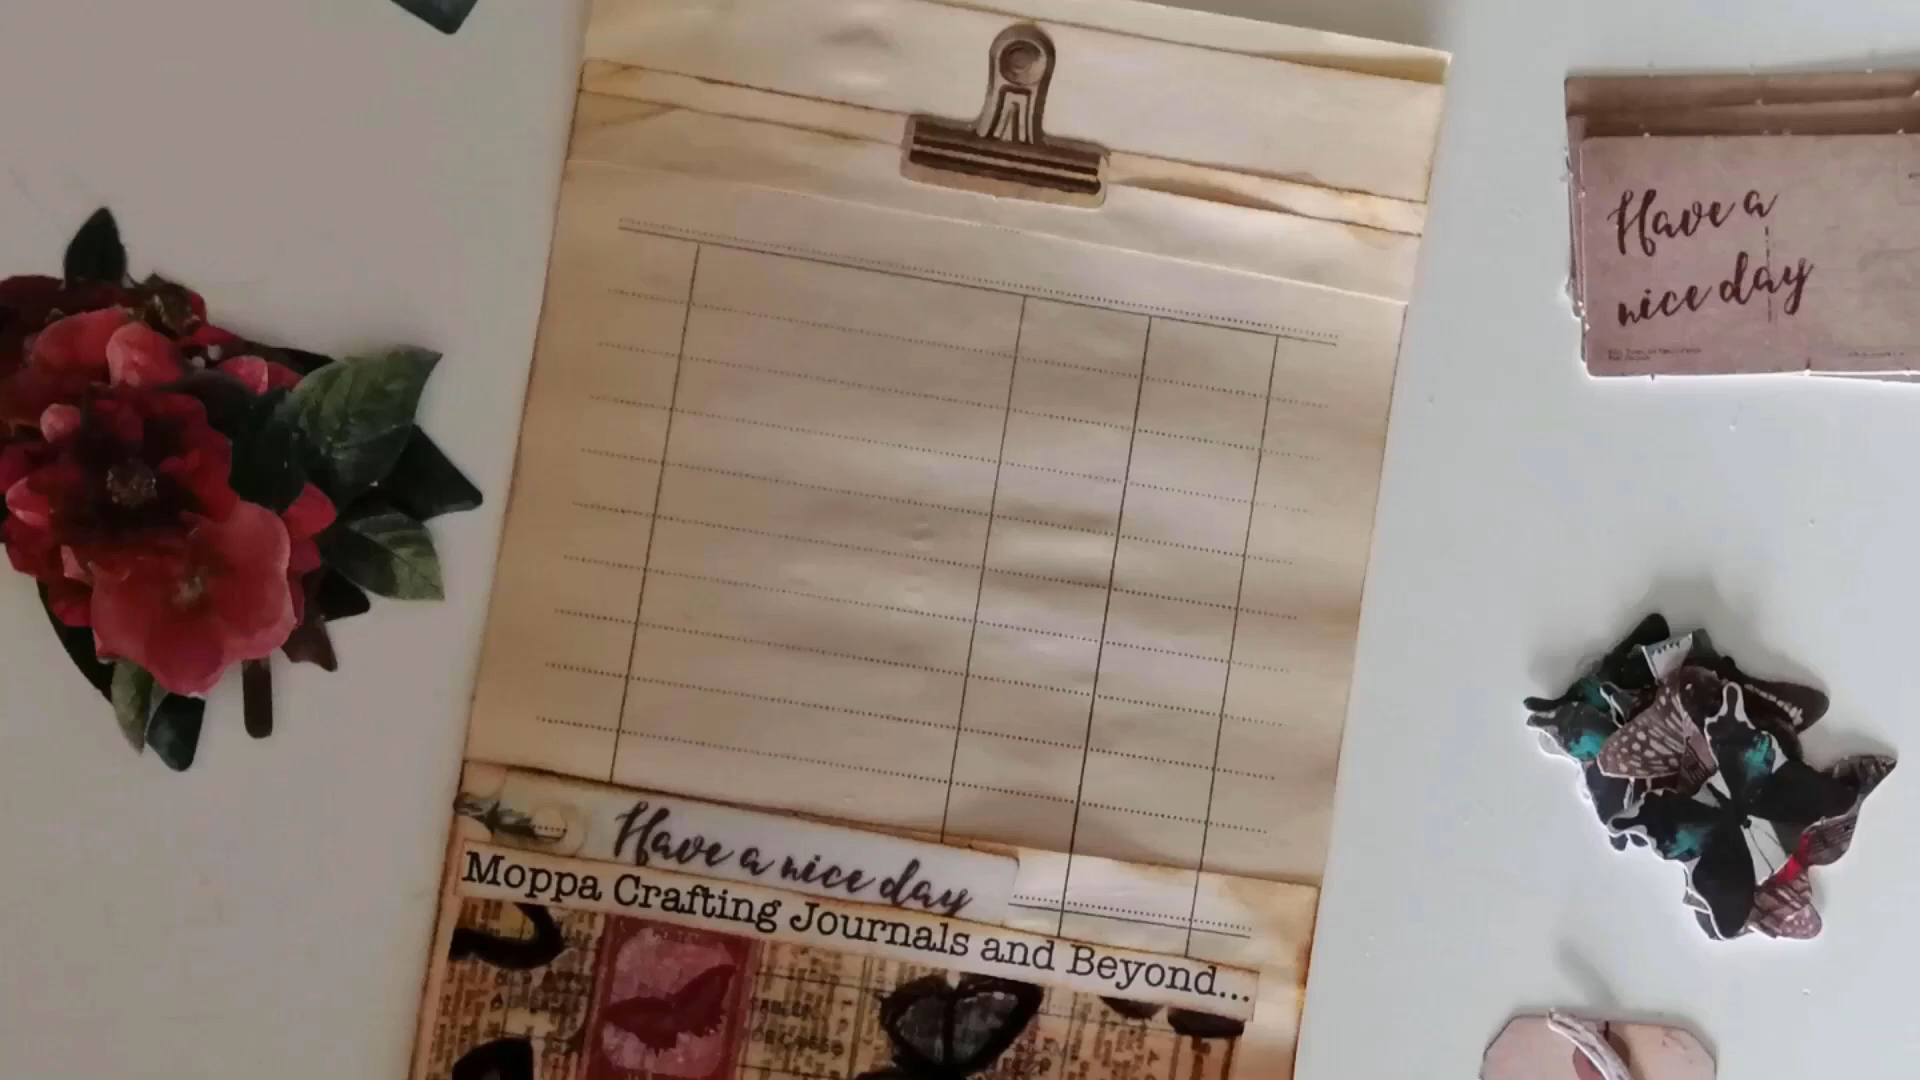 Have a
nice day
Have a nice day
Moppa Crafting Journals and Beyond...